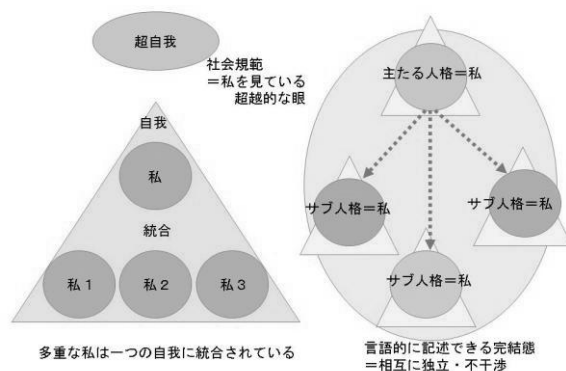 超自我
社会規範
＝私を見ている
超越的な眼
自我
私
統合
私１
私２
私３
多重な私は一つの自我に統合されている
主たる人格＝私
サブ人格＝私
サブ人格＝私
サブ人格＝私
言語的に記述できる完結態
＝相互に独立・不干渉